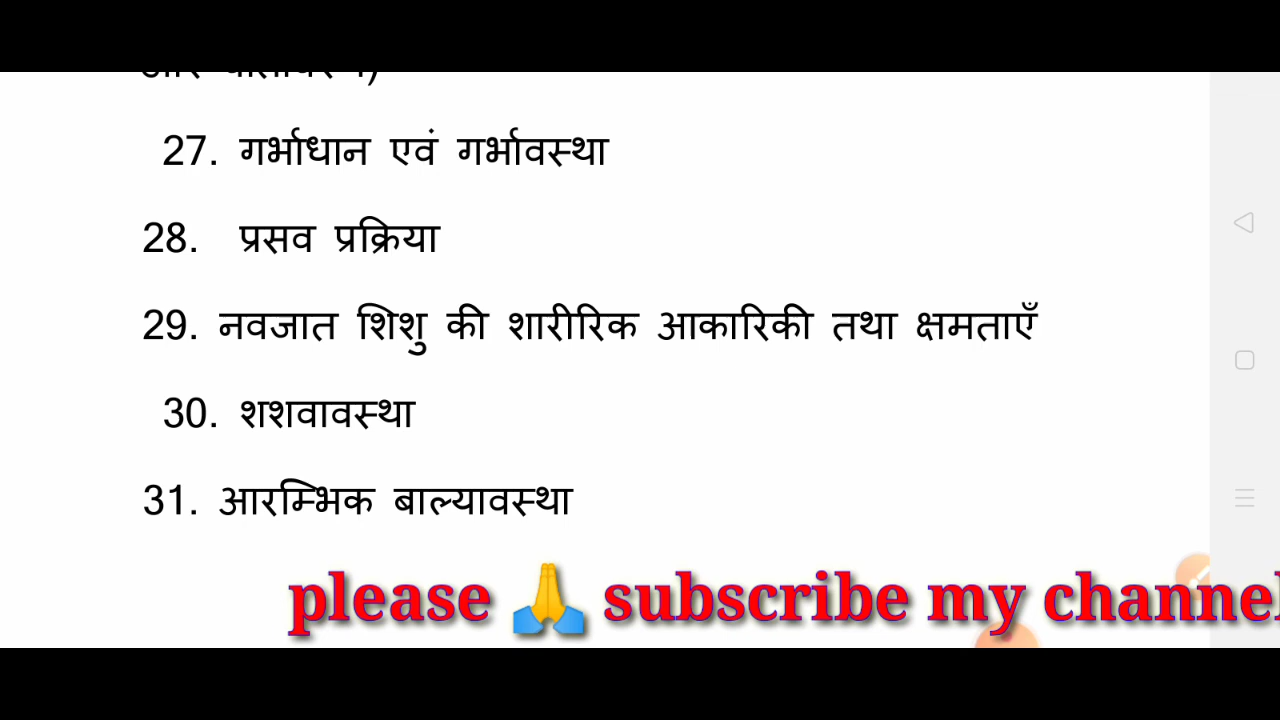 27. गर्भाधान एवं गर्भावस्था
28. प्रसव प्रक्रिया
29. नवजात शिशु की शारीरिक आकारिकी तथा क्षमताएँ
30. शशवावस्था
31. आरम्भिक बाल्यावस्था
please 🙏 subscribe my channel